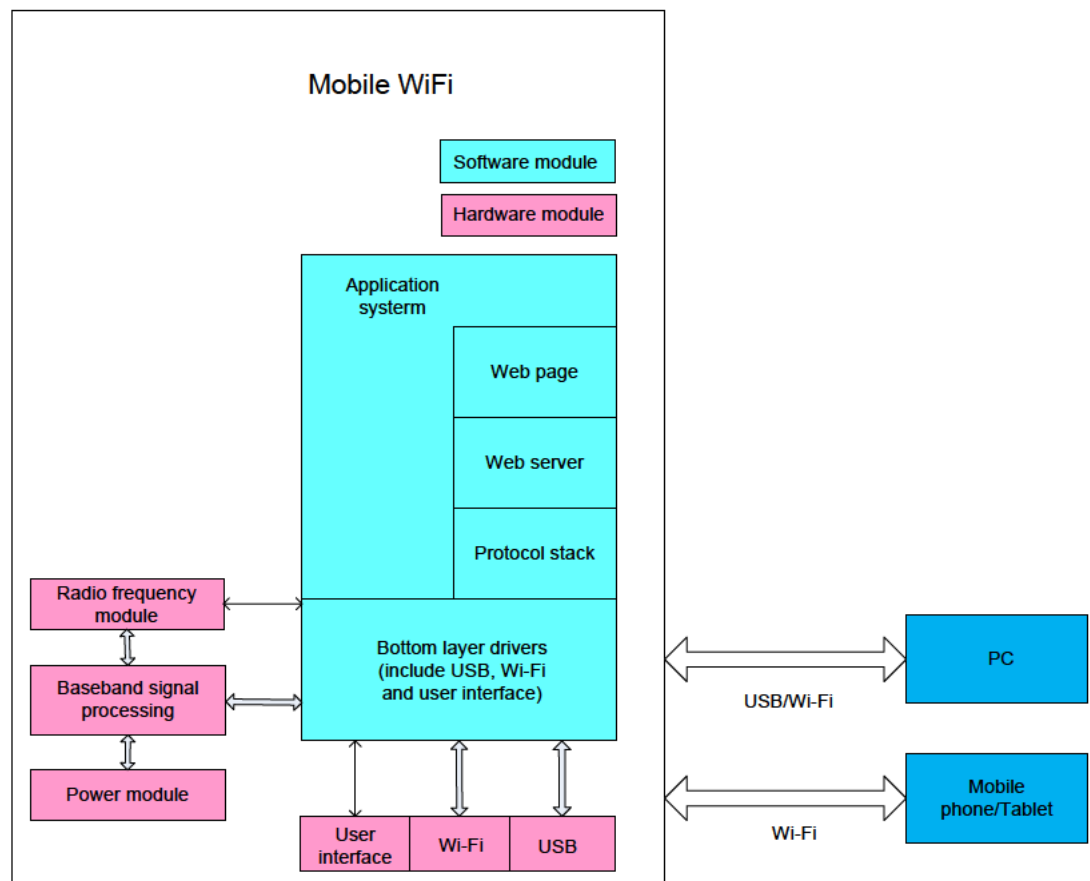 Mobile WiFi
Software module
Hardware module
Application
systerm
Web page
Web server
Protocol stack
Radio frequency
module
Bottom layer drivers
(include USB, Wi-Fi
and user interface)
Baseband signal
processing
Power module
User
interface
Wi-Fi
USB
PC
USB/Wi-Fi
Mobile
phone/Tablet
Wi-Fi